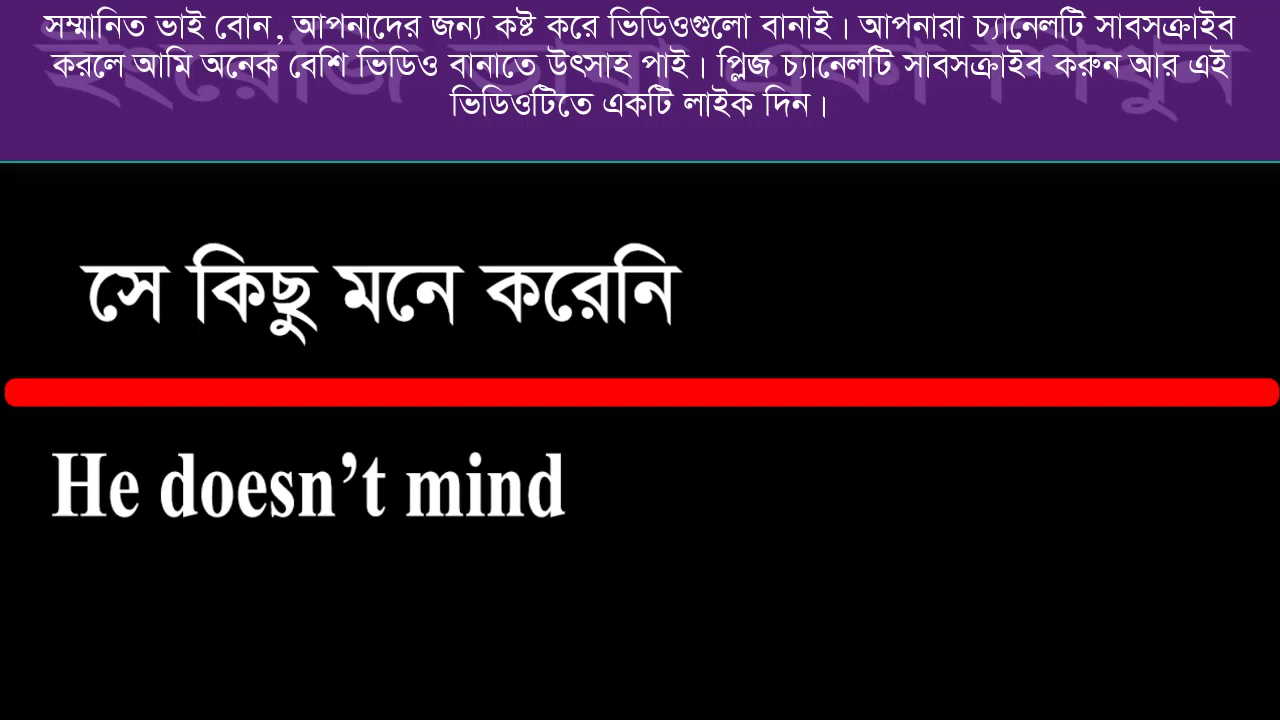 সম্মানিত ভাই বোন, আপনাদের জন্য কষ্ট করে ভিডিওগুলো বানাই। আপনারা চ্যানেলটি সাবসক্রাইব
করলে আমি অনেক বেশি ভিডিও বানাতে উৎসাহ পাই। প্লিজ চ্যানেলটি সাবসক্রাইব করুন আর এই
ভিডিওটিতে একটি লাইক দিন।
ইংরেজি ভাষা একা শিখুন
সে কিছু মনে করেনি
He doesn’t mind